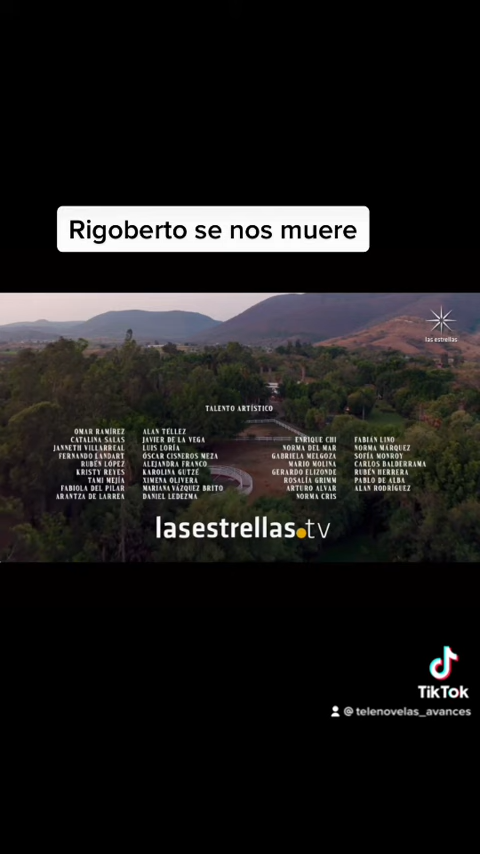 Rigoberto se nos muere
las estrellas
TALENTO ARTÍSTICO
OMAR RAMÍREZ
CATALINA SALAS
JANNETH VILLARREAL
FERNANDO LANDART
RUBÉN LÓPEZ
KRISTY REYES
TAMI MEJÍA
FABIOLA DEL PILAR
ARANTZA DE LARREA
ALAN TÉLLEZ
JAVIER DE LA VEGA
LUIS LORÍA
ÓSCAR CISNEROS MEZA
ALEJANDRA FRANCO
KAROLINA GUTZÉ
XIMENA OLIVERA
MARIANA VÁZQUEZ BRITO
DANIEL LEDEZMA
ENRIQUE CHI
NORMA DEL MAR
GABRIELA MELGOZA
MARIO MOLINA
GERARDO ELIZONDE
ROSALÍA GRIMM
ARTURO ALVAR
NORMA CRIS
FABIÁN LINO
NORMA MÁRQUEZ
SOFÍA MONROY
CARLOS BALDERRAMA
RUBÉN HERRERA
PABLO DE ALBA
ALAN RODRÍGUEZ
lasestrellas.tv
TikTok
@telenovelas_avances